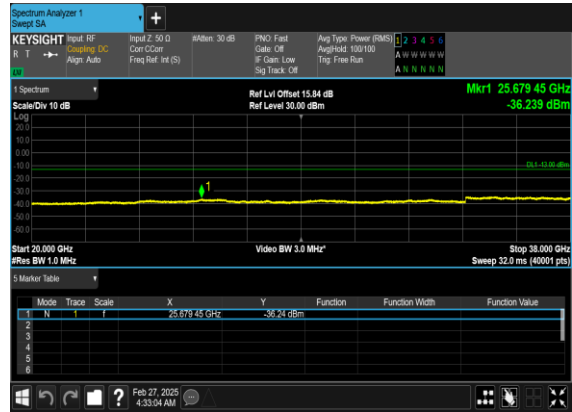 Spectrum Analyzer 1
Swept SA
+
KEYSIGHT Input: RF Input Z: 50 Ω #Atten: 30 dB PNO: Fast Avg Type: Power (RMS) 1 2 3 4 5 6
R T Coupling: DC Corr CCorr Gate: Off Avg|Hold: 100/100 A W W W W W
Align: Auto Freq Ref: Int (S) IF Gain: Low Trig: Free Run
Sig Track: Off A N N N N N
1 Spectrum Ref Lvl Offset 15.84 dB Mkr1 25.679 45 GHz
Scale/Div 10 dB Ref Level 30.00 dBm -36.239 dBm
Log
20.0
10.0
0.00
-10.0
DL1 -13.00 dBm
-20.0
-30.0
1
-40.0
-50.0
-60.0
Start 20.000 GHz Video BW 3.0 MHz* Stop 38.000 GHz
#Res BW 1.0 MHz Sweep 32.0 ms (40001 pts)
5 Marker Table
Mode Trace Scale X Y Function Function Width Function Value
1 N 1 f 25.679 45 GHz -36.24 dBm
2
3
4
5
6
? Feb 27, 2025
4:33:04 AM